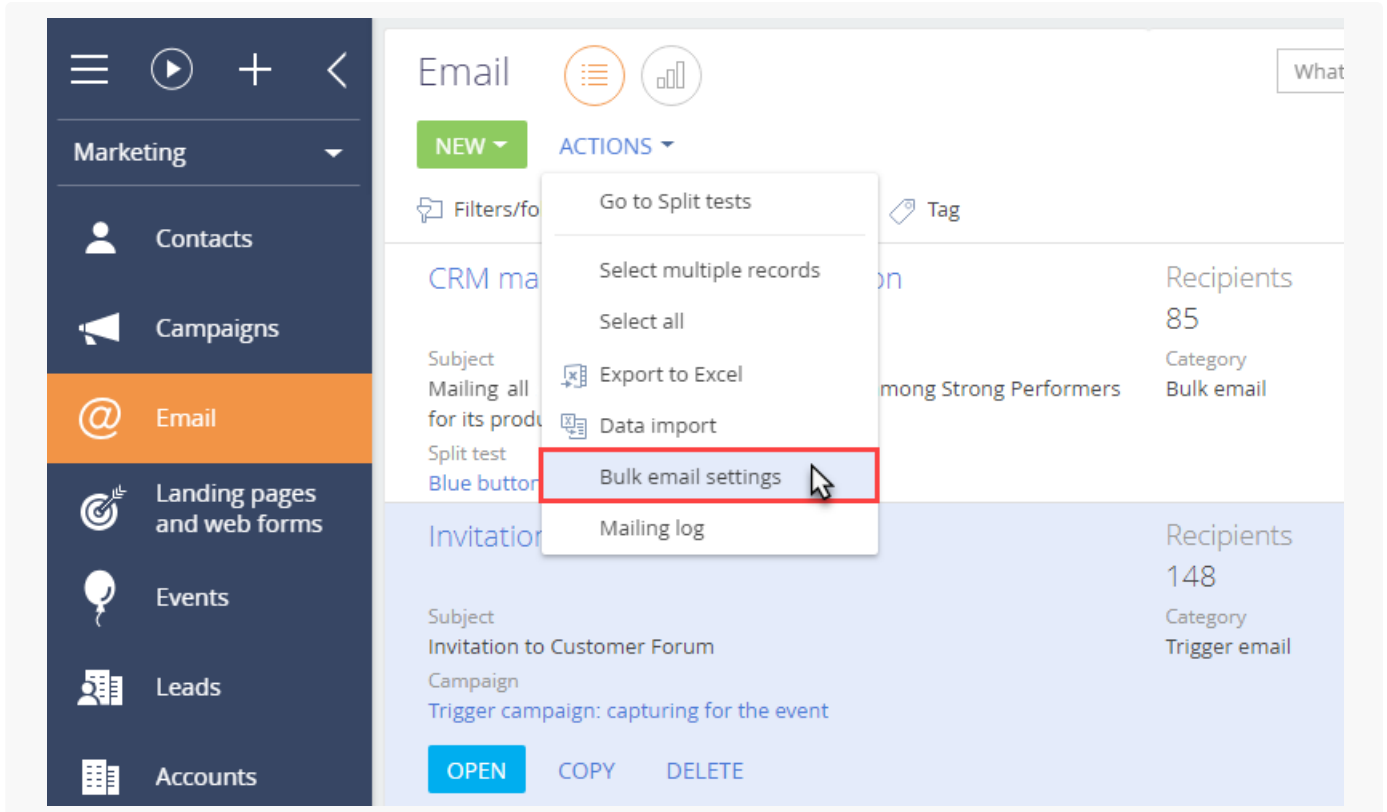 Marketing
Contacts
Campaigns
@ Email
Landing pages
and web forms
Events
Leads
Accounts
Email
What
NEW
ACTIONS
Filters/fo
Tag
Go to Split tests
Select multiple records
Select all
Export to Excel
Data import
Bulk email settings
Mailing log
CRM ma
on
Recipients
85
Subject
Category
Mailing all
mong Strong Performers
Bulk email
for its produ
Split test
Blue button
Invitation
Recipients
148
Subject
Category
Invitation to Customer Forum
Trigger email
Campaign
Trigger campaign: capturing for the event
OPEN
COPY
DELETE